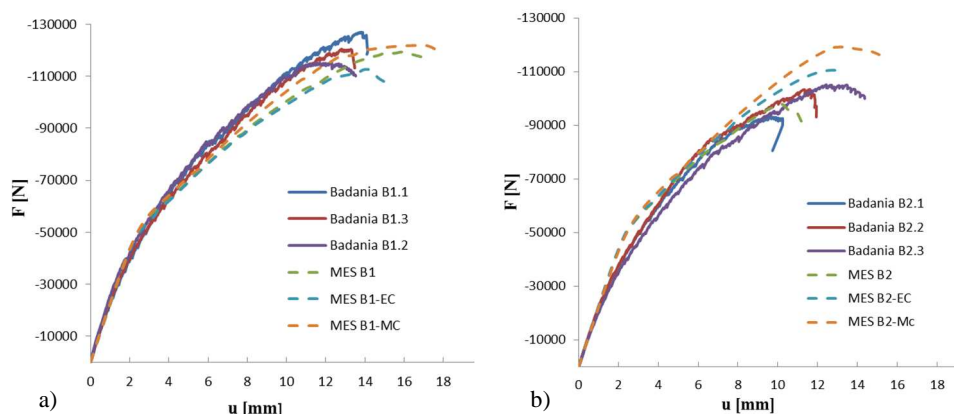 a)
F [N]
-130000
-110000
-90000
-70000
-50000
-30000
-10000
0 2 4 6 8 10 12 14 16 18
u [mm]
Badania B1.1
Badania B1.3
Badania B1.2
MES B1
MES B1-EC
MES B1-MC
b)
F [N]
-130000
-110000
-90000
-70000
-50000
-30000
-10000
0 2 4 6 8 10 12 14 16 18
u [mm]
Badania B2.1
Badania B2.2
Badania B2.3
MES B2
MES B2-EC
MES B2-Mc